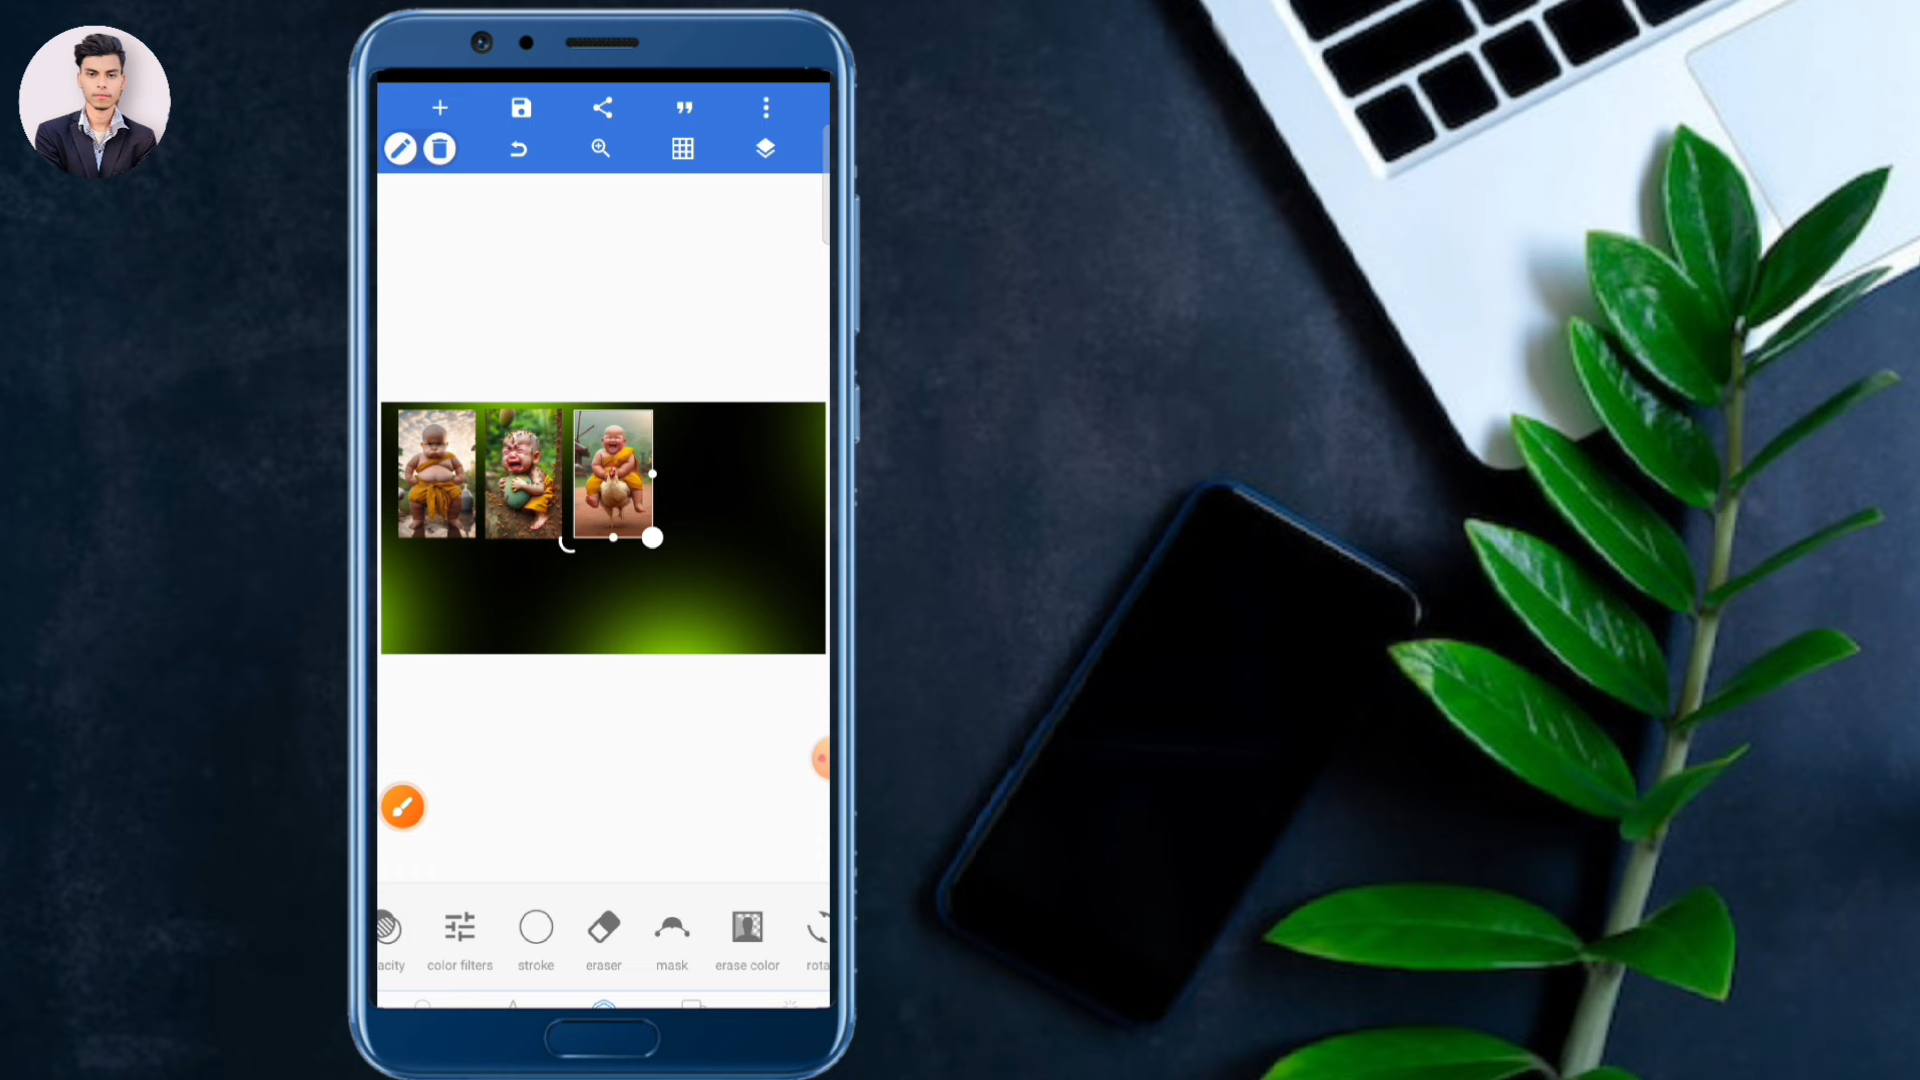 acity
color filters
stroke
eraser
mask
erase color
rota